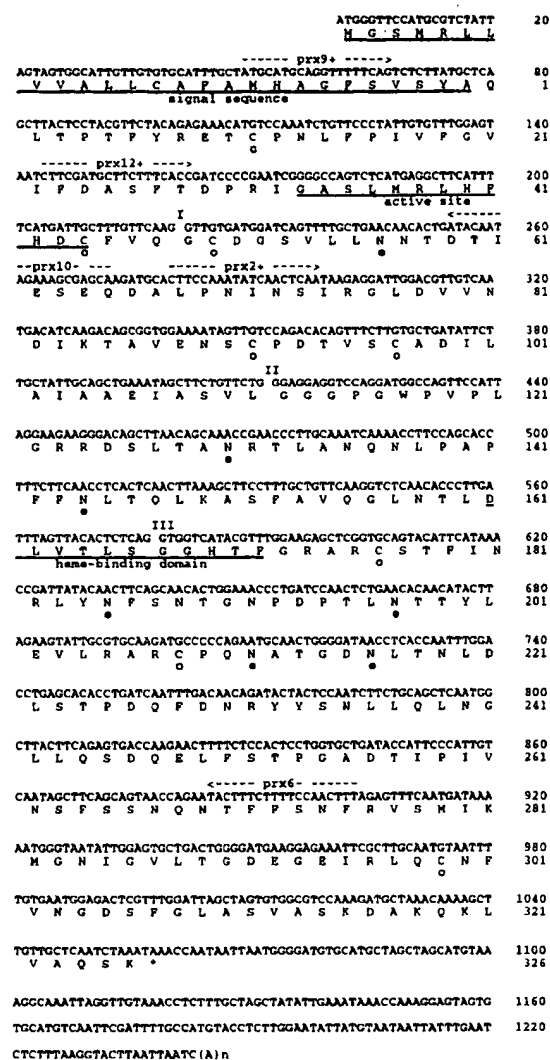 ATGGGTTCCATGCGTCTATT 20
M G S M R L L
------ prx9+ ------>
AGTAGTGGCATTGTTGTGTGCATTTGCTATGCATGCAGGTTTTTCAGTCTCTTATGCTCA 80
V V A L L C A F A M H A G F S V S Y A Q 1
signal sequence
GCTTACTCCTACGTTCTACAGAGAAACATGTCCAAATCTGTTCCCTATTGTGTTTGGAGT 140
L T P T F Y R E T C P N L F P I V F G V 21
------ prx12+ ------>
AATCTTCGATGCTTCTTTCACCGATCCCCGAATCGGGGCCAGTCTCATGAGGCTTCATTT 200
I F D A S F T D P R I G A S L M R L H F 41
active site
I <------
TCATGATTGCTTTGTTCAAG GTTGTGATGGATCAGTTTTGCTGAACAACACTGATACAAT 260
H D C F V Q G C D G S V L L N N T D T I 61
--prx10- -- ------ prx2+ ------>
AGAAAGCGAGCAAGATGCACTTCCAAATATCAACTCAATAAGAGGATTGGACGTTGTCAA 320
E S E Q D A L P N I N S I R G L D V V N 81
TGACATCAAGACAGCGGTGGAAAATAGTTGTCCAGACACAGTTTCTTGTGCTGATATTCT 380
D I K T A V E N S C P D T V S C A D I L 101
II
TGCTATTGCAGCTGAAATAGCTTCTGTTCTG GGAGGAGGTCCAGGATGGCCAGTTCCATT 440
A I A A E I A S V L G G G P G W P V P L 121
AGGAAGAAGGGACAGCTTAACAGCAAACCGAACCCTTGCAAATCAAAACCTTCCAGCACC 500
G R R D S L T A N R T L A N Q N L P A P 141
TTTCTTCAACCTCACTCAACTTAAAGCTTCCTTTGCTGTTCAAGGTCTCAACACCCTTGA 560
F F N L T Q L K A S F A V Q G L N T L D 161
III
TTTAGTTACACTCTCAG GTGGTCATACGTTTGGAAGAGCTCGGTGCAGTACATTCATAAA 620
L V T L S G G H T F G R A R C S T F I N 181
heme-binding domain
CCGATTATACAACTTCAGCAACACTGGAAACCCTGATCCAACTCTGAACACAACATACTT 680
R L Y N F S N T G N P D P T L N T T Y L 201
AGAAGTATTGCGTGCAAGATGCCCCCAGAATGCAACTGGGGATAACCTCACCAATTTGGA 740
E V L R A R C P Q N A T G D N L T N L D 221
CCTGAGCACACCTGATCAATTTGACAACAGATACTACTCCAATCTTCTGCAGCTCAATGG 800
L S T P D Q F D N R Y Y S N L L Q L N G 241
CTTACTTCAGAGTGACCAAGAACTTTTCTCCACTCCTGGTGCTGATACCATTCCCATTGT 860
L L Q S D Q E L F S T P G A D T I P I V 261
<----- prx6- ------
CAATAGCTTCAGCAGTAACCAGAATACTTTCTTTTCCAACTTTAGAGTTTCAATGATAAA 920
N S F S S N Q N T F F S N F R V S M I K 281
AATGGGTAATATTGGAGTGCTGACTGGGGATGAAGGAGAAATTCGCTTGCAATGTAATTT 980
M G N I G V L T G D E G E I R L Q C N F 301
TGTGAATGGAGACTCGTTTGGATTAGCTAGTGTGGCGTCCAAAGATGCTAAACAAAAGCT 1040
V N G D S F G L A S V A S K D A K Q K L 321
TGTTGCTCAATCTAAATAAACCAATAATTAATGGGGATGTGCATGCTAGCTAGCATGTAA 1100
V A Q S K * 326
AGGCAAATTAGGTTGTAAACCTCTTTGCTAGCTATATTGAAATAAACCAAAGGAGTAGTG 1160
TGCATGTCAATTCGATTTTGCCATGTACCTCTTGGAATATTATGTAATAATTATTTGAAT 1220
CTCTTTAAGGTACTTAATTAATC(A)n